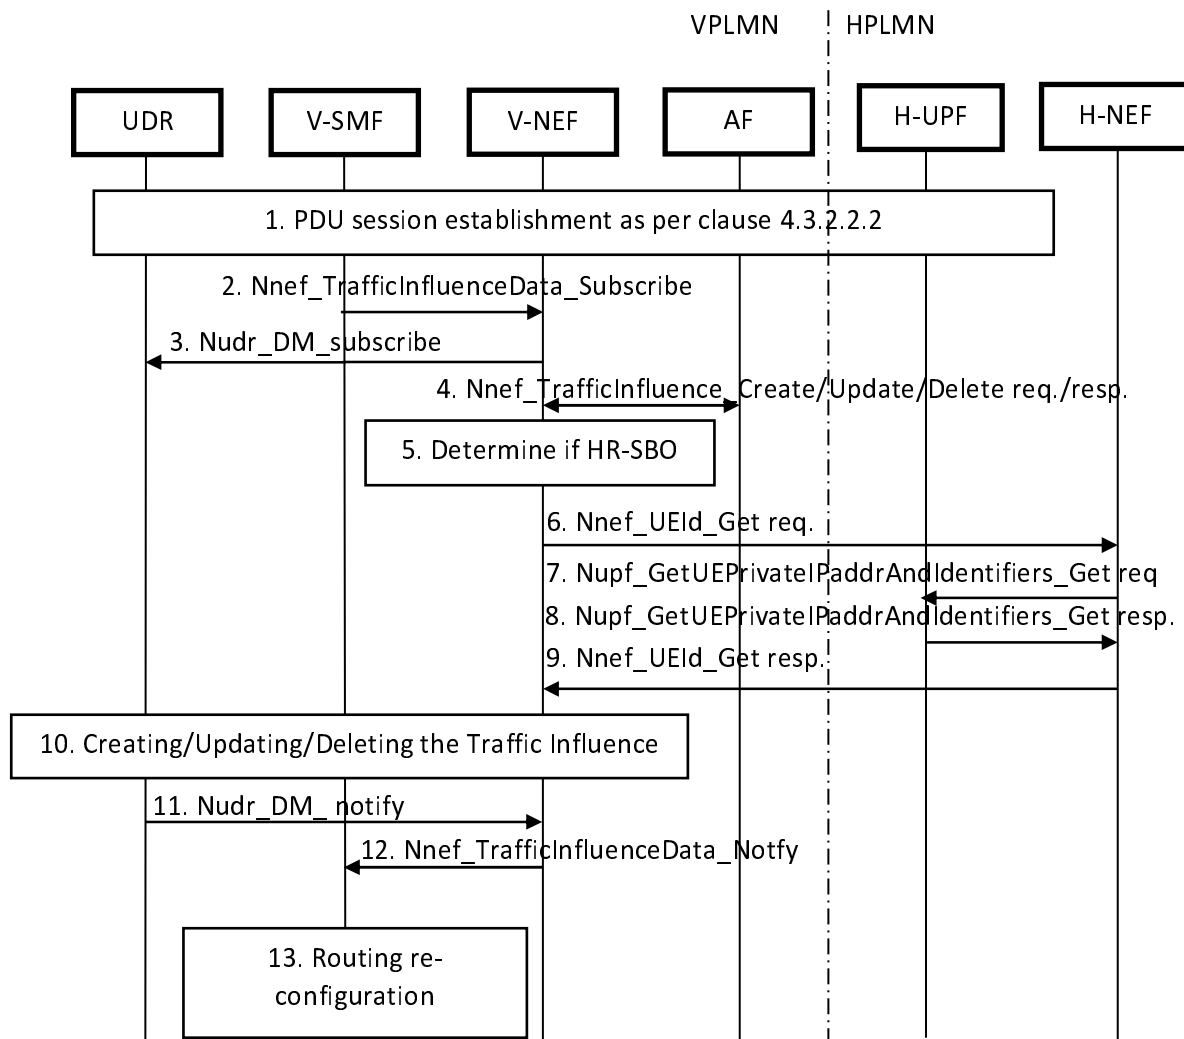 VPLMN HPLMN
UDR V-SMF V-NEF AF H-UPF H-NEF
1. PDU session establishment as per clause 4.3.2.2.2
2. Nnef_TrafficInfluenceData_Subscribe
3. Nudr_DM_subscribe
4. Nnef_TrafficInfluence_Create/Update/Delete req./resp.
5. Determine if HR-SBO
6. Nnef_UEId_Get req.
7. Nupf_GetUEPrivateIPaddrAndIdentifiers_Get req
8. Nupf_GetUEPrivateIPaddrAndIdentifiers_Get resp.
9. Nnef_UEId_Get resp.
10. Creating/Updating/Deleting the Traffic Influence
11. Nudr_DM_ notify
12. Nnef_TrafficInfluenceData_Notfy
13. Routing re-
configuration